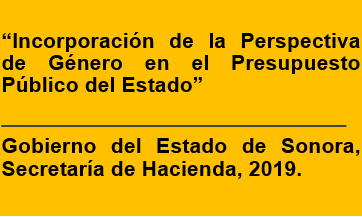 “Incorporación de la Perspectiva
de Género en el Presupuesto
Público del Estado”
Gobierno del Estado de Sonora,
Secretaría de Hacienda, 2019.